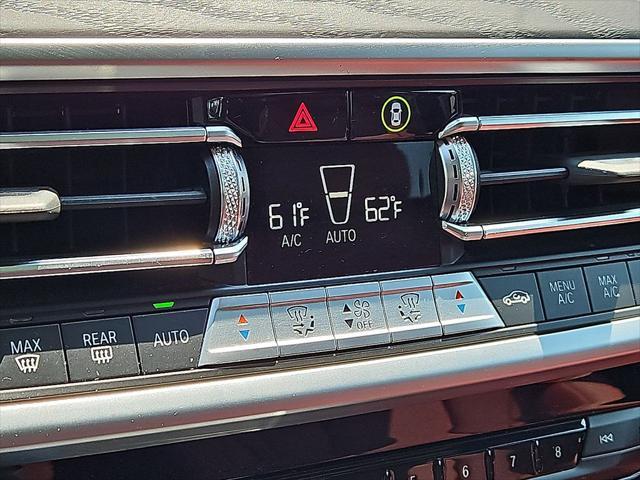 61°F 62°F
A/C AUTO
MAX REAR AUTO OFF MENU A/C MAX A/C
6 7 8